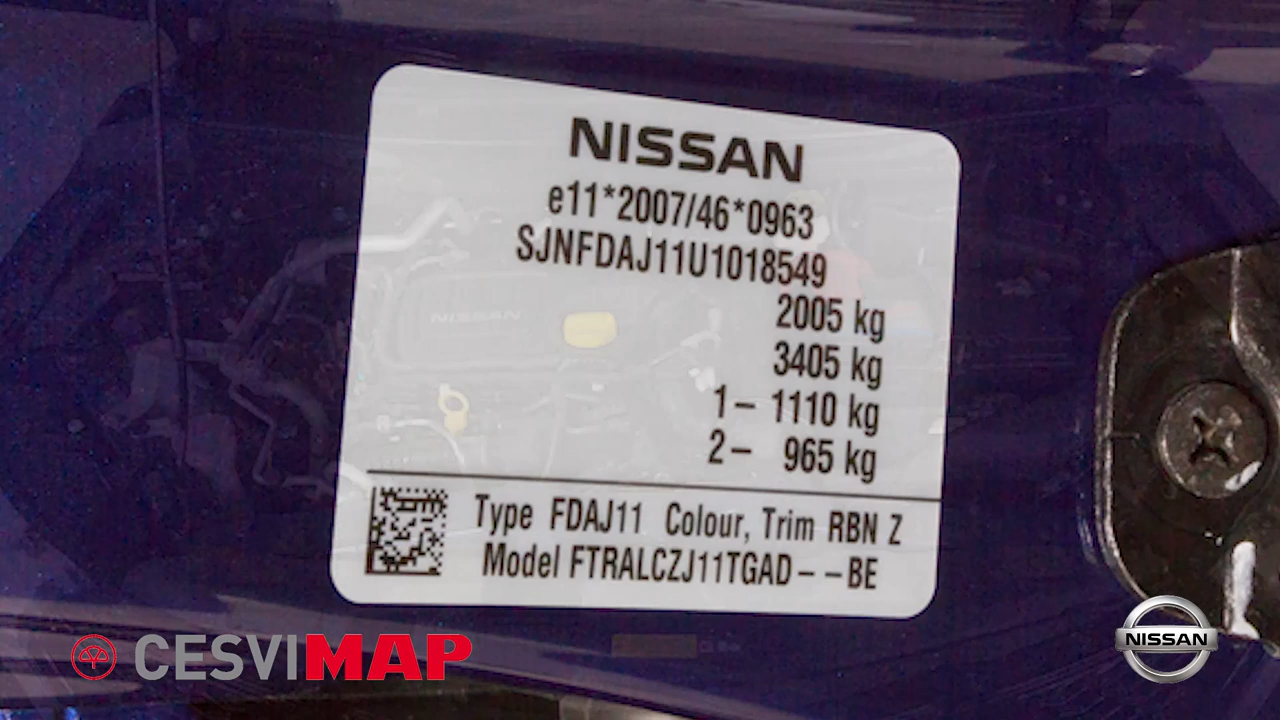 NISSAN
e11*2007/46*0963
SJNFDAJ11U1018549
2005 kg
3405 kg
1– 1110 kg
2– 965 kg
Type FDAJ11 Colour, Trim RBN Z
Model FTRALCZJ11TGAD – –BE
NISSAN
CESVIMAP
NISSAN